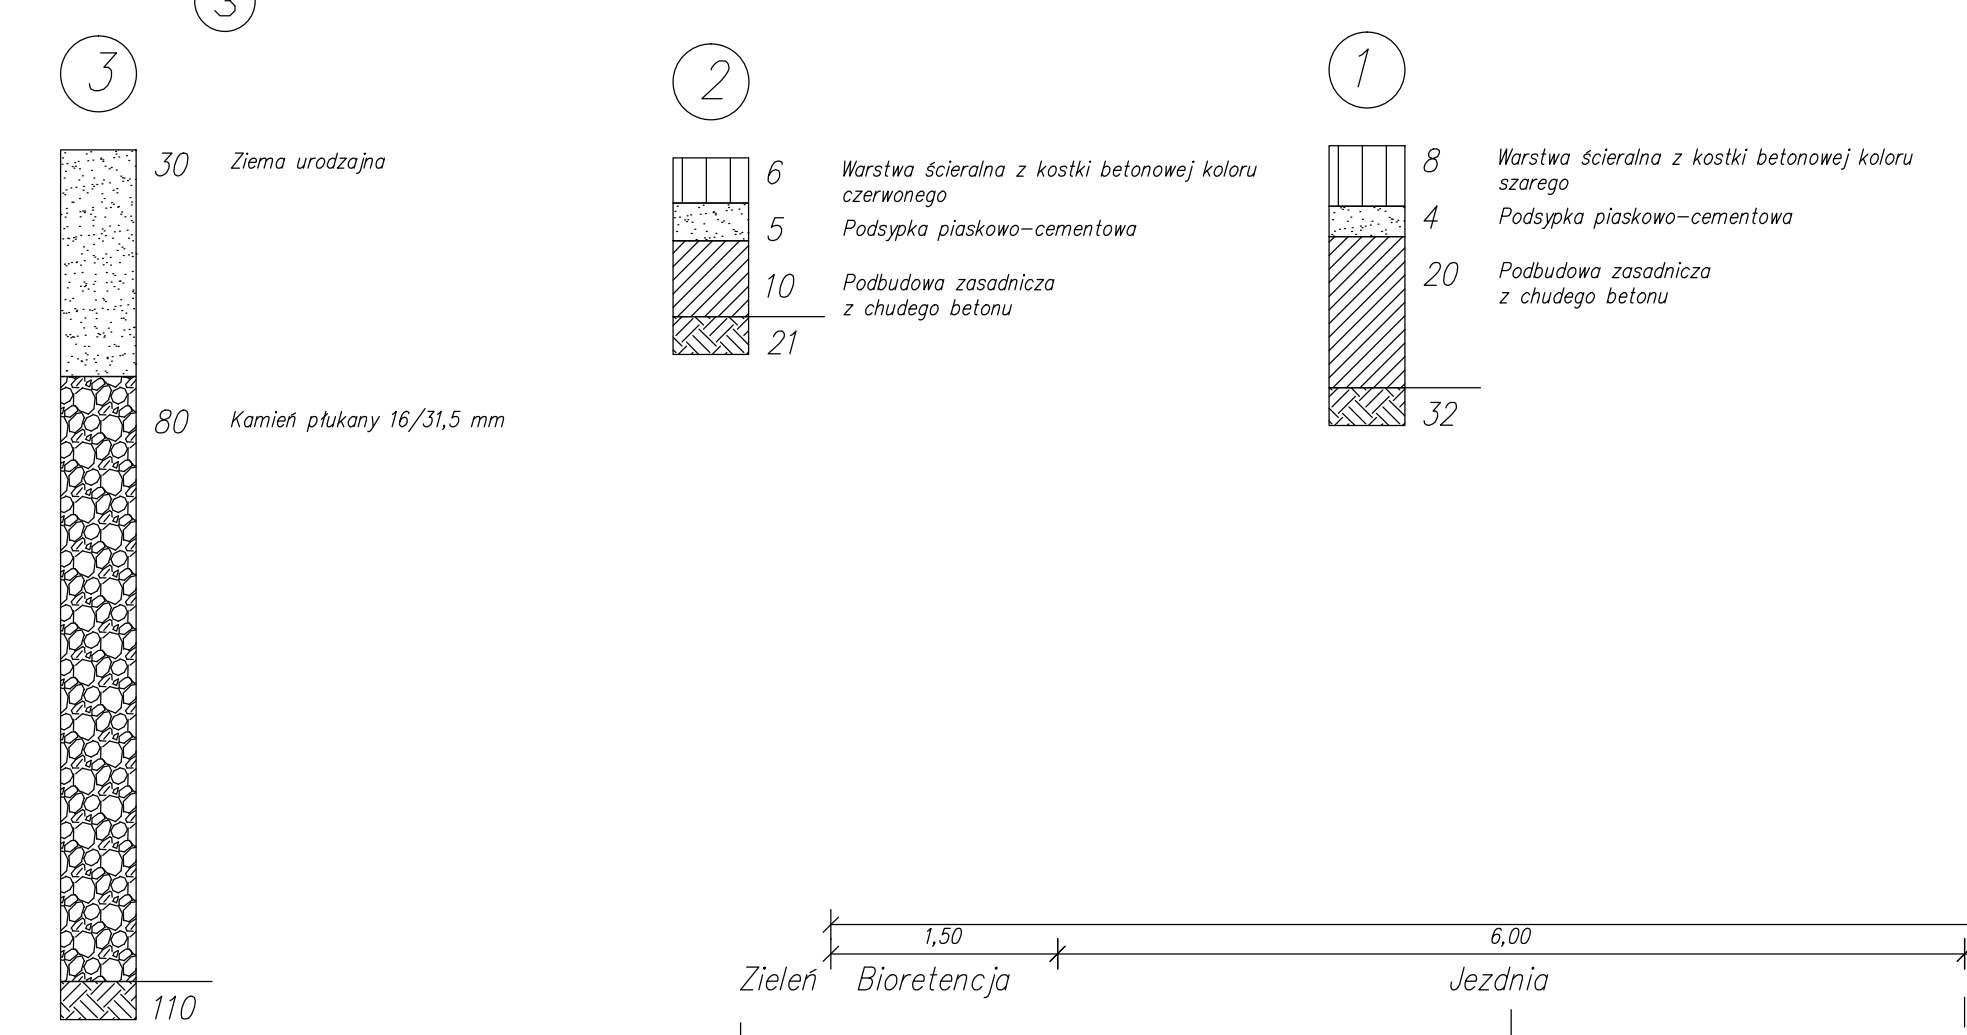 3
3
30 Ziema urodzajna
80 Kamień płukany 16/31,5 mm
110
2
6 Warstwa ścieralna z kostki betonowej koloru
czerwonego
5 Podsypka piaskowo-cementowa
10 Podbudowa zasadnicza
z chudego betonu
21
1
8 Warstwa ścieralna z kostki betonowej koloru
szarego
4 Podsypka piaskowo-cementowa
20 Podbudowa zasadnicza
z chudego betonu
32
1,50 6,00
Zieleń Bioretencja Jezdnia